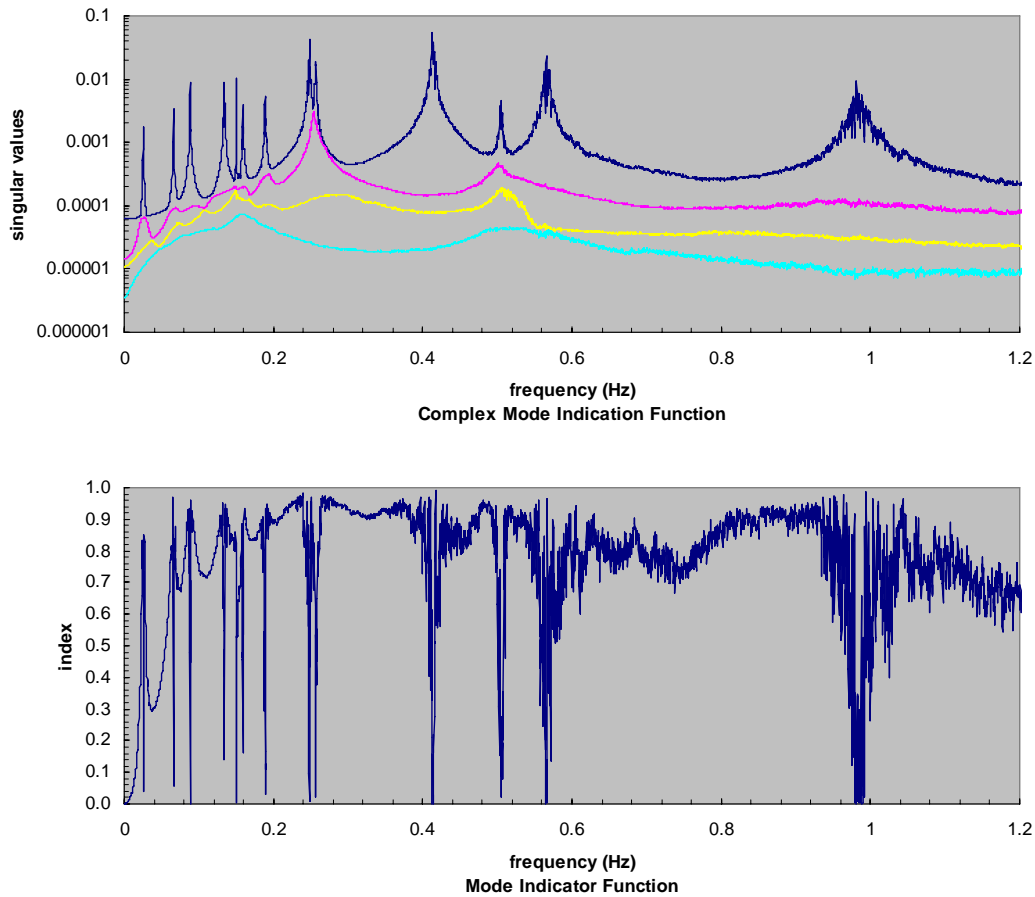 0.1
0.01
0.001
0.0001
0.00001
0.000001
singular values
0 0.2 0.4 0.6 0.8 1 1.2
frequency (Hz)
Complex Mode Indication Function
1.0
0.9
0.8
0.7
0.6
0.5
0.4
0.3
0.2
0.1
0.0
index
0 0.2 0.4 0.6 0.8 1 1.2
frequency (Hz)
Mode Indicator Function